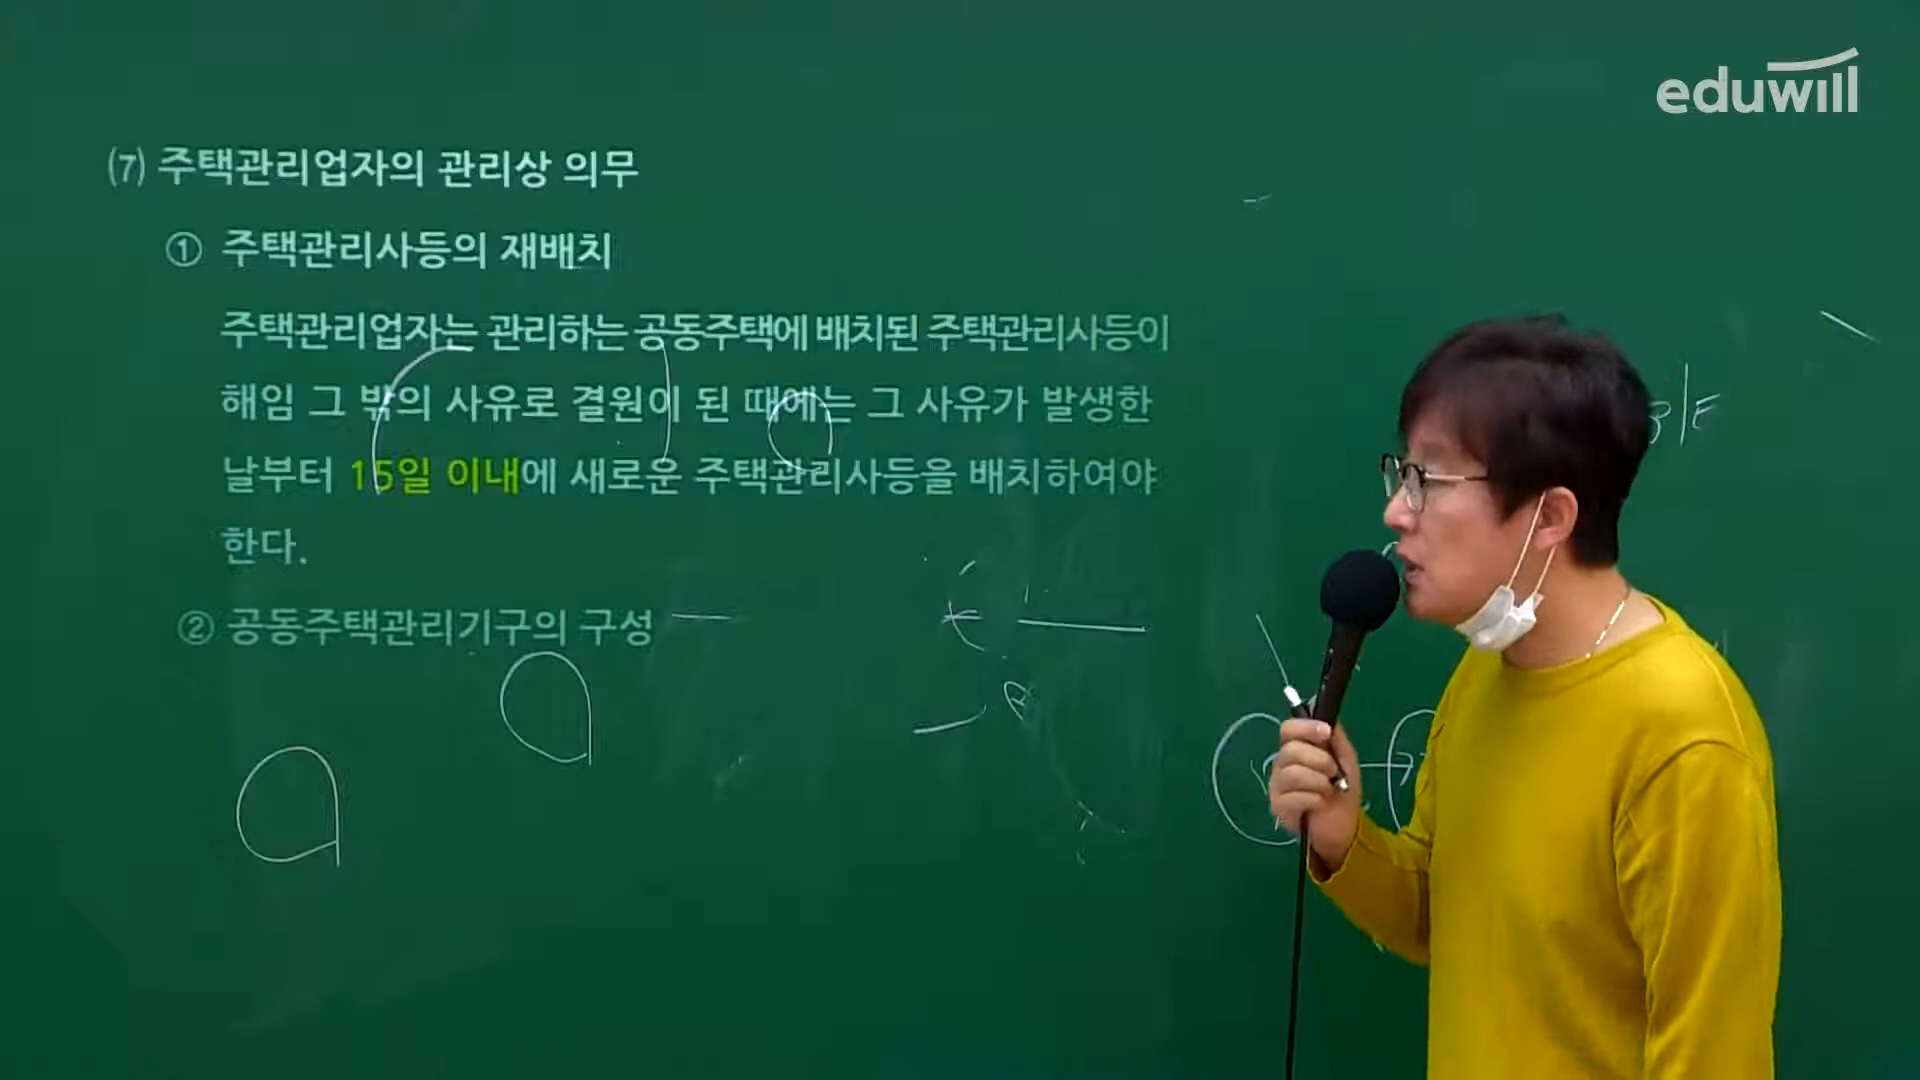 eduwill
(7) 주택관리업자의 관리상 의무
① 주택관리사등의 재배치
주택관리업자는 관리하는 공동주택에 배치된 주택관리사등이
해임 그 밖의 사유로 결원이 된 때에는 그 사유가 발생한
날부터 15일 이내에 새로운 주택관리사등을 배치하여야
한다.
② 공동주택관리기구의 구성